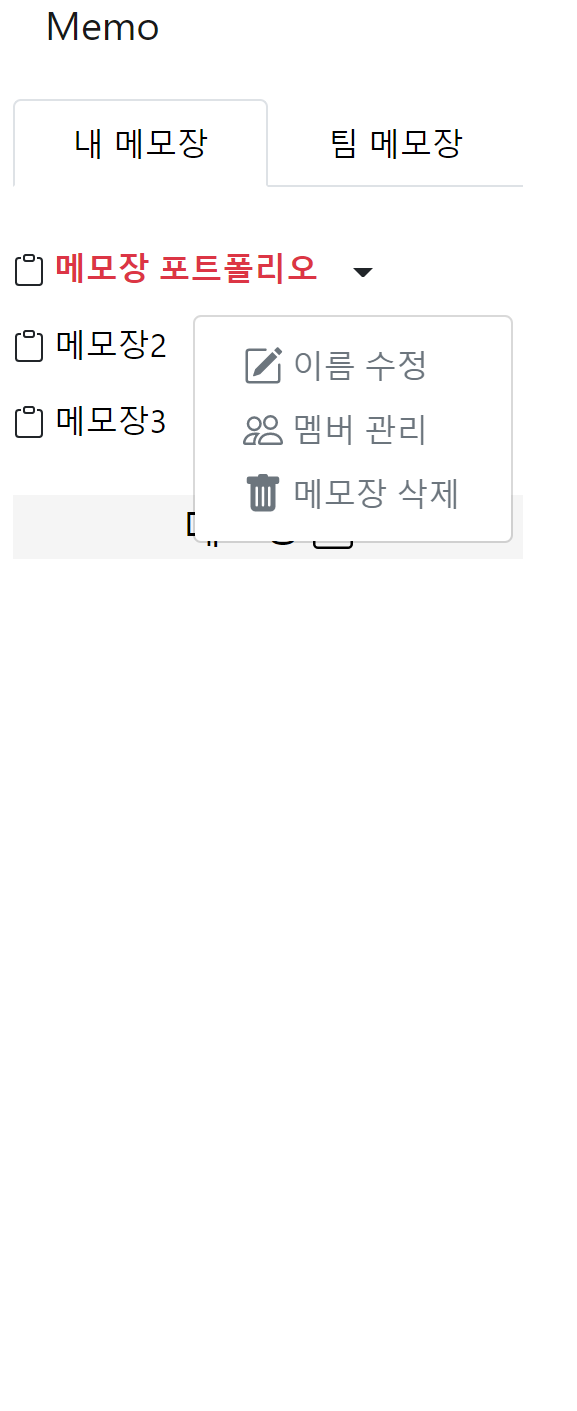 Memo
내 메모장 팀 메모장
메모장 포트폴리오
메모장2
이름 수정
메모장3
멤버 관리
메모장 삭제